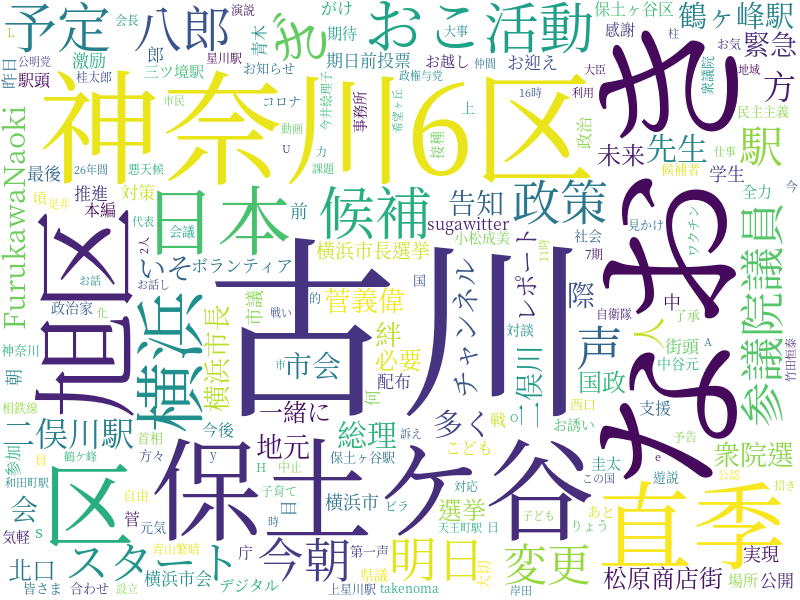 予定
八郎
ぎ
おこ
活動
鶴ヶ峰駅
緊急
保土ヶ谷区
会長
演説
大事
柱
がけ
感謝
お気
公明党
激励
郎
青木
星川駅
期待
期日前投票
お越し
仲間
お迎え
昨日
駅頭
桂太郎
三ツ境駅
お知らせ
政権与党
大臣
利用
地域
衆議院
方
き
神奈川6区
市民
コロナ
今井絵理子
事務所
希望ヶ丘
上
16時
政治
民主主義
FurukawaNaoki
動画
U
力
課題
接種
未来
先生
駅
最後
26年間
悪天候
候補者
仕事
学生
推進
対策
頃
是非
本編
代表
会議
日本
前
候補
告知
政策
sugawitter
全力
今
参議院議員
旭区
2人
いそ
ボランティア
横浜市長選挙
小松成美
レポート
社会
7期
見かけ
ワクチン
なお
お話
お話し
政治家
化
横浜
市議
戦い
的
菅義偉
国
チャンネル
11時
際
自衛隊
中
人
了承
A
竹田恒泰
神奈川
朝
横浜市長
古川
絆
対談
声
街頭
中谷元
相鉄線
市
市会
必要
二俣川
国政
二俣川駅
一緒に
配布
何
多く
戦
O
西口
支援
予告
参加
員
首相
今後
地元
総理
訴え
こども
お誘い
e
衆院選
鶴ケ峰
方々
y
H
中止
保土ヶ谷駅
圭太
遊説
公認
和田町駅
区
保土ケ谷
直季
この国
招き
会
S
自由
菅
元気
子育て
時
目
横浜市
ビラ
対応
選挙
子ども
天王町駅
日
あと
りょう
気軽
青山繁晴
庁
第一声
県議
大切
実現
北口
スタート
今朝
明日
変更
松原商店街
場所
公開
皆さま
合わせ
設立
横浜市会
デジタル
上星川駅
takenoma
岸田
L